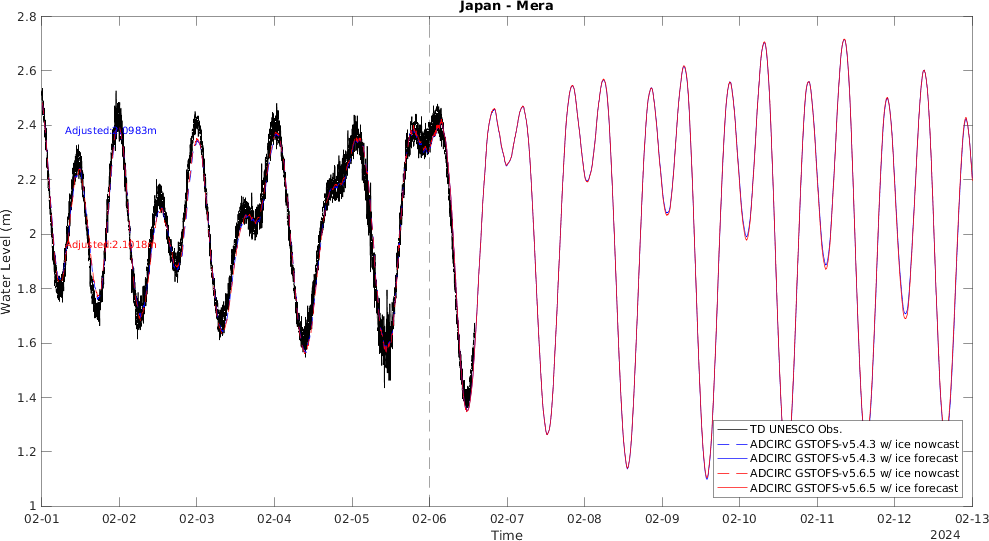 Japan - Mera
2.8
2.6
2.4
2.2
2
1.8
1.6
1.4
1.2
1
Water Level (m)
Adjusted:
Adjusted:2.1018m
TD UNESCO Obs.
ADCIRC GSTOFS-v5.4.3 w/ ice nowcast
ADCIRC GSTOFS-v5.4.3 w/ ice forecast
ADCIRC GSTOFS-v5.6.5 w/ ice nowcast
ADCIRC GSTOFS-v5.6.5 w/ ice forecast
02-01 02-02 02-03 02-04 02-05 02-06 02-07 02-08 02-09 02-10 02-11 02-12 02-13
Time
2024